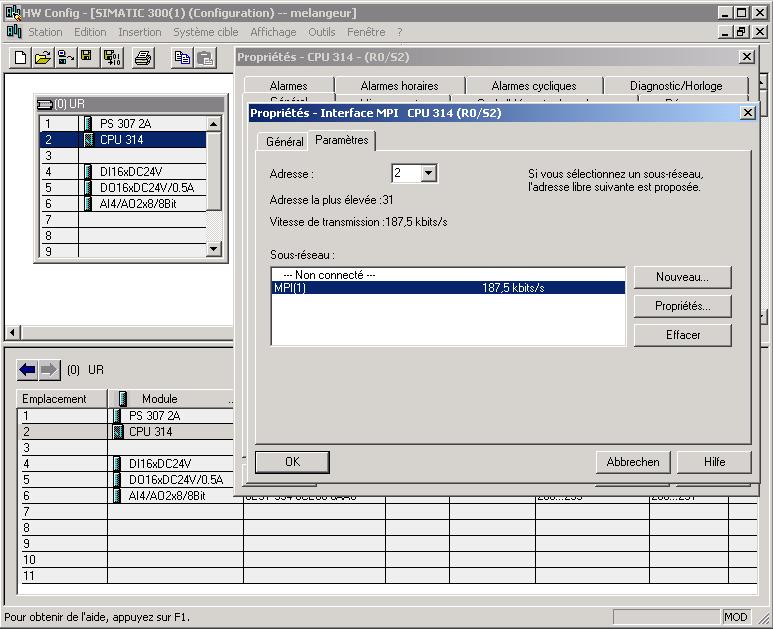 HW Config - [SIMATIC 300(1) (Configuration) -- melangeur]
Station Edition Insertion Système cible Affichage Outils Fenêtre ?
Propriétés - CPU 314 - (R0/S2)
Alarmes Alarmes horaires Alarmes cycliques Diagnostic/Horloge
Général
(0) UR
1 PS 307 2A
2 CPU 314
3
4 DI16xDC24V
5 DO16xDC24V/0.5A
6 AI4/AO2x8/8Bit
7
8
9
Propriétés - Interface MPI CPU 314 (R0/S2)
Général Paramètres
Adresse : 2
Si vous sélectionnez un sous-réseau,
l'adresse libre suivante est proposée.
Adresse la plus élevée :31
Vitesse de transmission :187,5 kbits/s
Sous-réseau :
--- Non connecté ---
MPI(1) 187,5 kbits/s
Nouveau...
Propriétés...
Effacer
OK Abbrechen Hilfe
(0) UR
Emplacement Module ...
1 PS 307 2A
2 CPU 314
3
4 DI16xDC24V
5 DO16xDC24V/0.5A
6 AI4/AO2x8/8Bit
7
8
9
10
11
Pour obtenir de l'aide, appuyez sur F1.
MOD